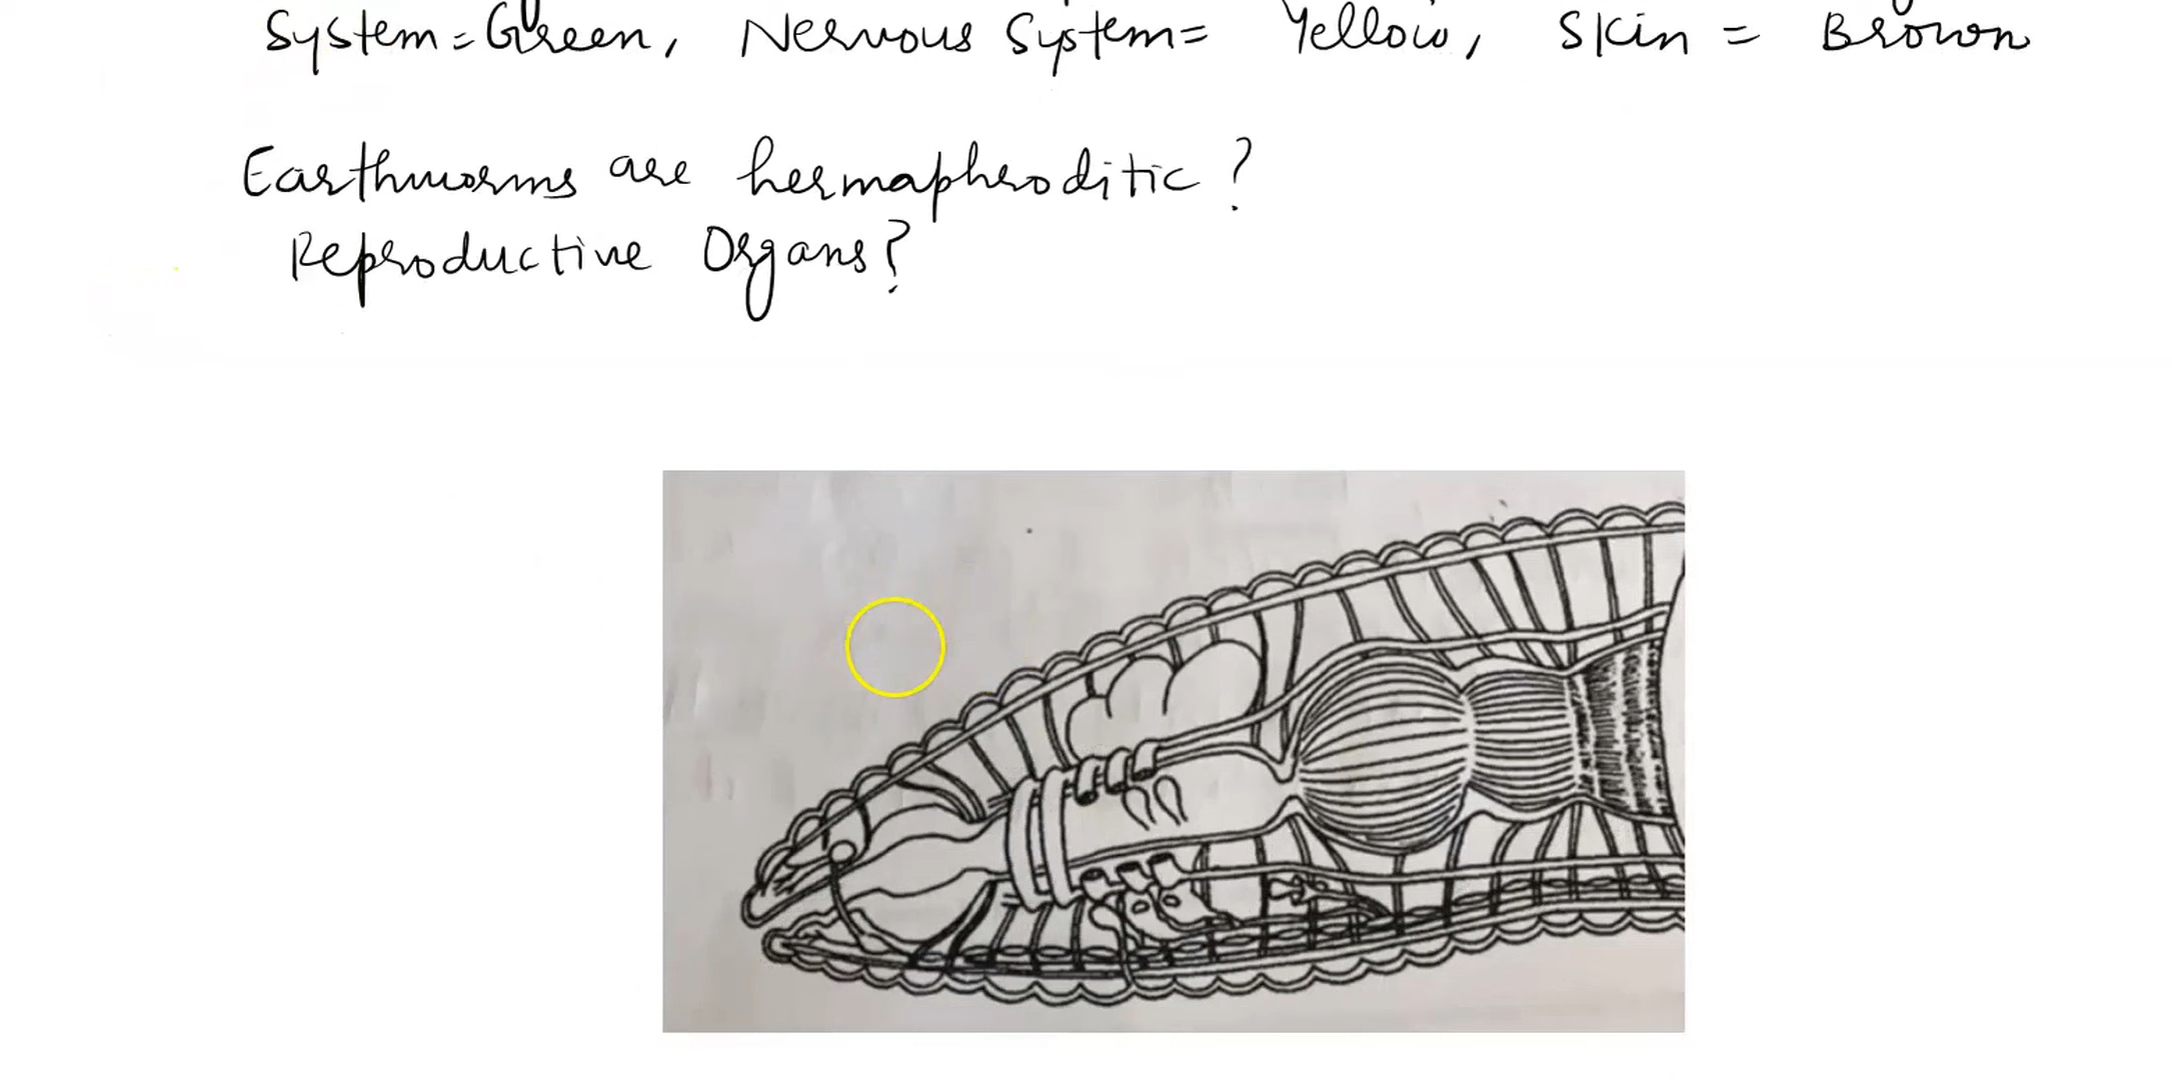 System = Green, Nervous System = Yellow, Skin = Brown
Earthworms are hermaphroditic?
Reproductive Organs?